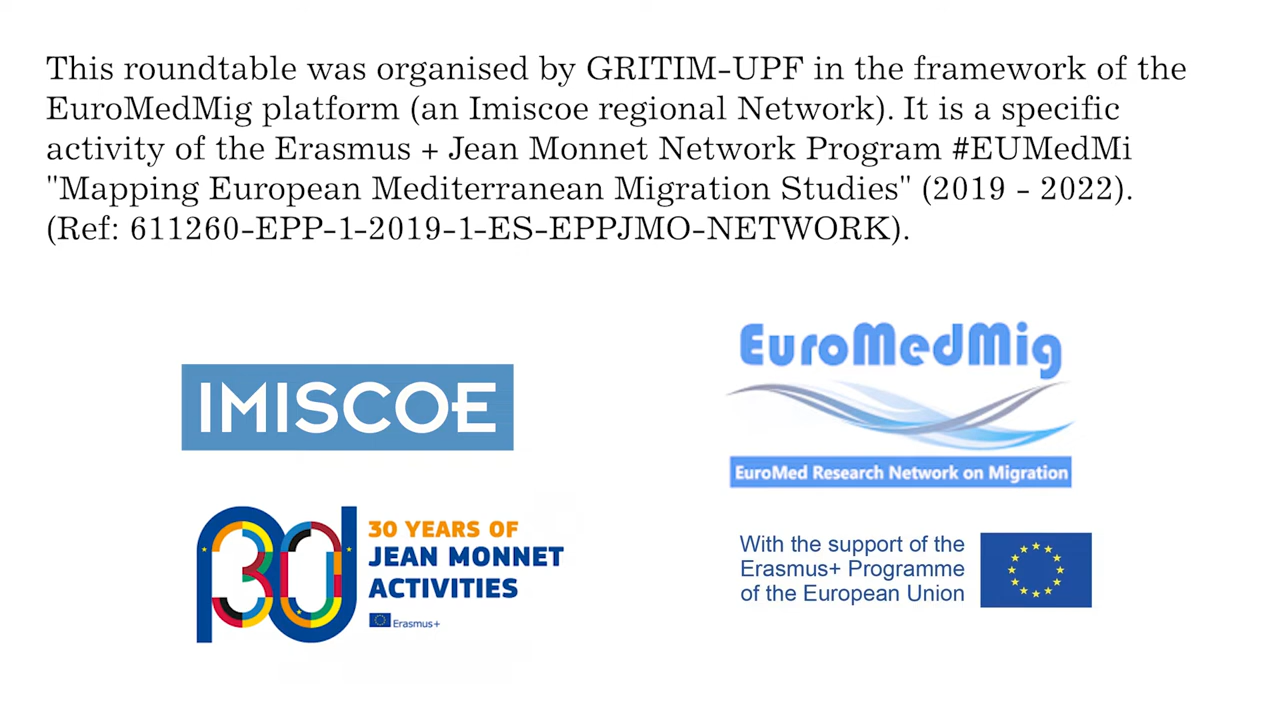 This roundtable was organised by GRITIM-UPF in the framework of the
EuroMedMig platform (an Imiscoe regional Network). It is a specific
activity of the Erasmus + Jean Monnet Network Program #EUMedMi
"Mapping European Mediterranean Migration Studies" (2019 - 2022).
(Ref: 611260-EPP-1-2019-1-ES-EPPJMO-NETWORK).
IMISCOE
EuroMedMig
EuroMed Research Network on Migration
30
30 YEARS OF
JEAN MONNET
ACTIVITIES
Erasmus+
With the support of the
Erasmus+ Programme
of the European Union